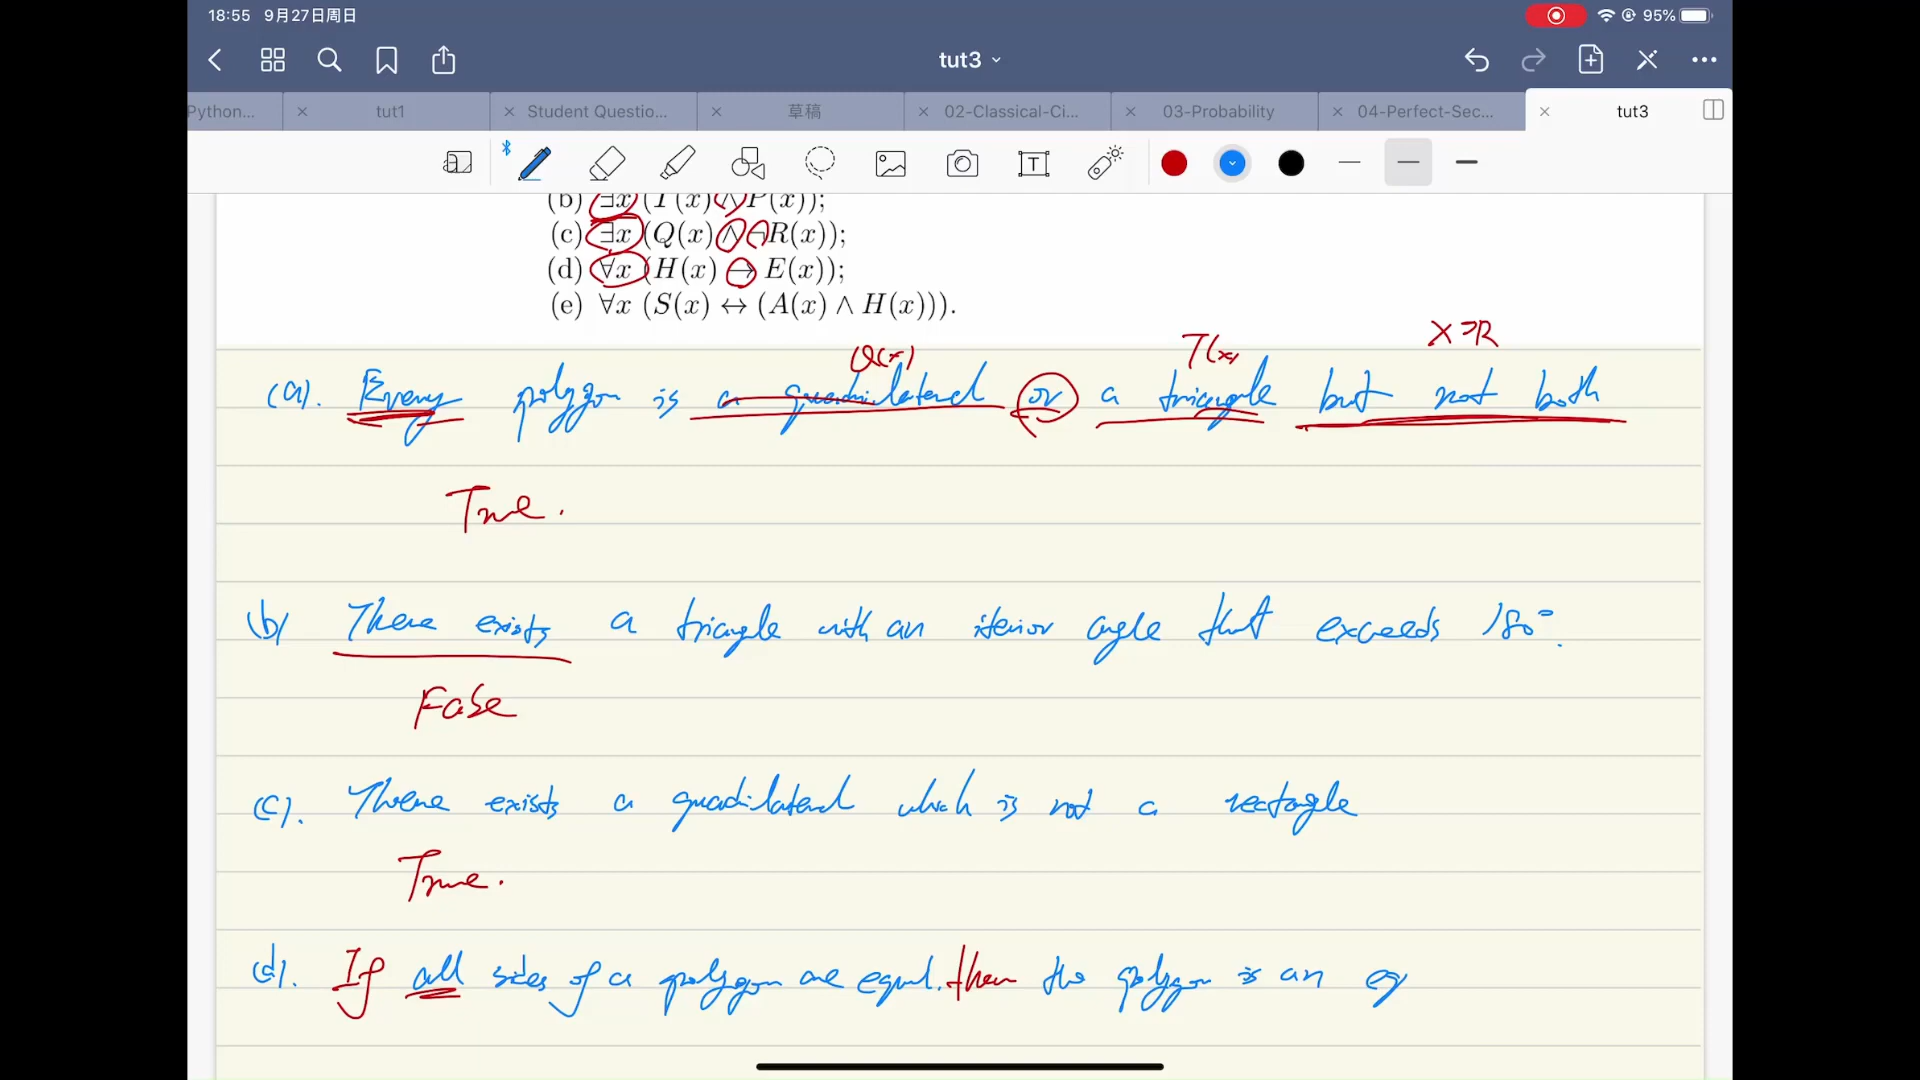 18:55 9月27日周日
95%
tut3
Python...
tut1
Student Questio...
草稿
02-Classical-Ci...
03-Probability
04-Perfect-Sec...
tut3
(b) ∃x (T(x) ∧ P(x));
(c) ∃x (Q(x) ∧ ¬R(x));
(d) ∀x (H(x) → E(x));
(e) ∀x (S(x) ↔ (A(x) ∧ H(x))).
Q(x) T(x)
(a). Every polygon is a quadrilateral or a triangle but not both
True.
(b) There exists a triangle with an iterior angle that exceeds 180°.
False
(c). There exists a quadrilateral which is not a rectangle
True.
(d). If all sides of a polygon are equal. then the polygon is an eq